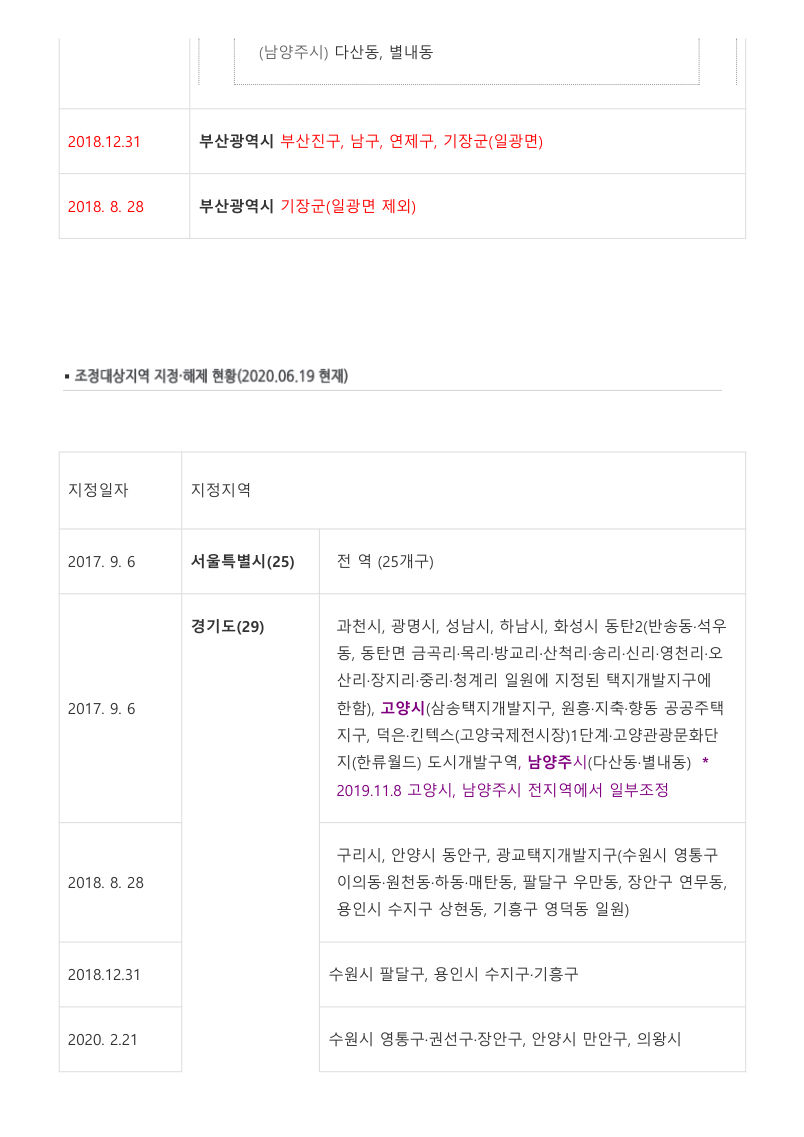 (남양주시) 다산동, 별내동
2018.12.31
부산광역시 부산진구, 남구, 연제구, 기장군(일광면)
2018. 8. 28
부산광역시 기장군(일광면 제외)
▪ 조정대상지역 지정·해제 현황(2020.06.19 현재)
지정일자
지정지역
2017. 9. 6
서울특별시(25)
전 역 (25개구)
2017. 9. 6
경기도(29)
과천시, 광명시, 성남시, 하남시, 화성시 동탄2(반송동·석우
동, 동탄면 금곡리·목리·방교리·산척리·송리·신리·영천리·오
산리·장지리·중리·청계리 일원에 지정된 택지개발지구에
한함), 고양시(삼송택지개발지구, 원흥·지축·향동 공공주택
지구, 덕은·킨텍스(고양국제전시장)1단계·고양관광문화단
지(한류월드) 도시개발구역, 남양주시(다산동·별내동) *
2019.11.8 고양시, 남양주시 전지역에서 일부조정
2018. 8. 28
구리시, 안양시 동안구, 광교택지개발지구(수원시 영통구
이의동·원천동·하동·매탄동, 팔달구 우만동, 장안구 연무동,
용인시 수지구 상현동, 기흥구 영덕동 일원)
2018.12.31
수원시 팔달구, 용인시 수지구·기흥구
2020. 2.21
수원시 영통구·권선구·장안구, 안양시 만안구, 의왕시